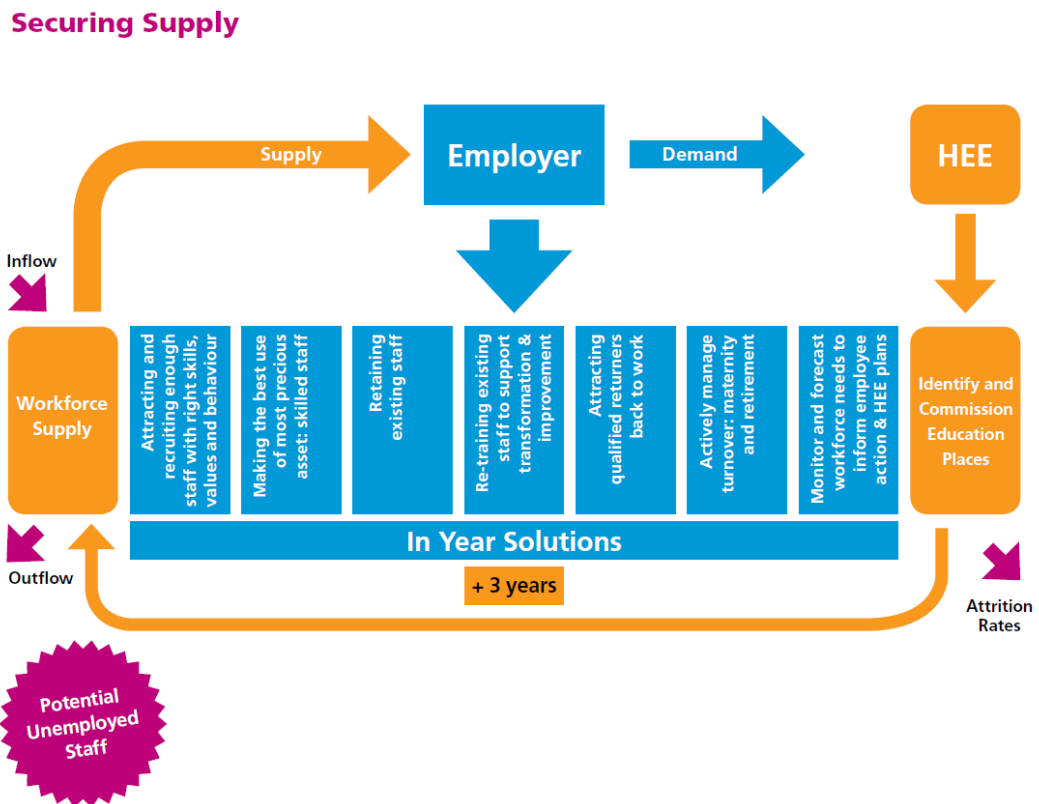 Securing Supply
Supply
Employer
Demand
HEE
Inflow
Workforce
Supply
Attracting and
recruiting enough
staff with right skills,
values and behaviour
Making the best use
of most precious
asset: skilled staff
Retaining
existing staff
Re-training existing
staff to support
transformation &
improvement
Attracting
qualified returners
back to work
Actively manage
turnover: maternity
and retirement
Monitor and forecast
workforce needs to
inform employee
action & HEE plans
Identify and
Commission
Education
Places
In Year Solutions
+ 3 years
Outflow
Attrition
Rates
Potential
Unemployed
Staff